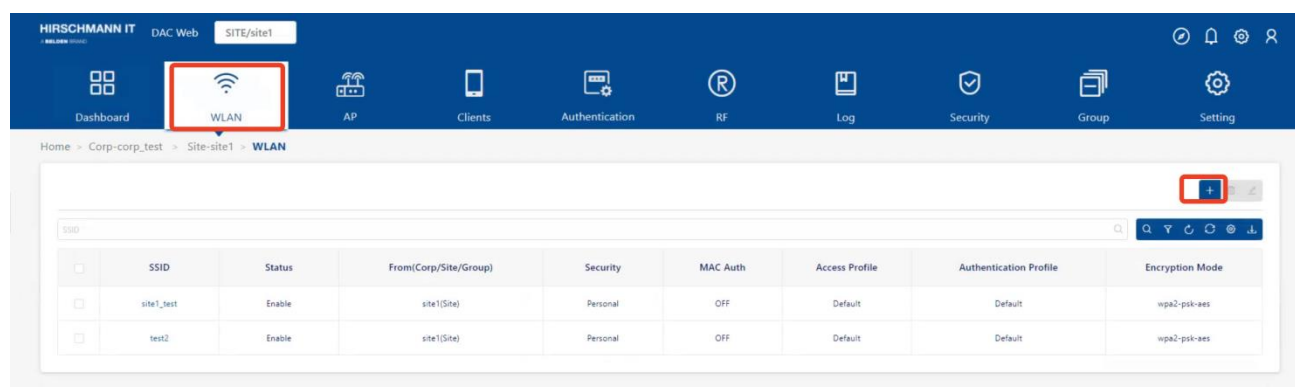 HIRSCHMANN IT DAC Web SITE/site1
A BELDEN BRAND
Dashboard WLAN AP Clients Authentication RF Log Security Group Setting
Home > Corp-corp_test > Site-site1 > WLAN
+
SSID
SSID Status From(Corp/Site/Group) Security MAC Auth Access Profile Authentication Profile Encryption Mode
site1_test Enable site1(Site) Personal OFF Default Default wpa2-psk-aes
test2 Enable site1(Site) Personal OFF Default Default wpa2-psk-aes